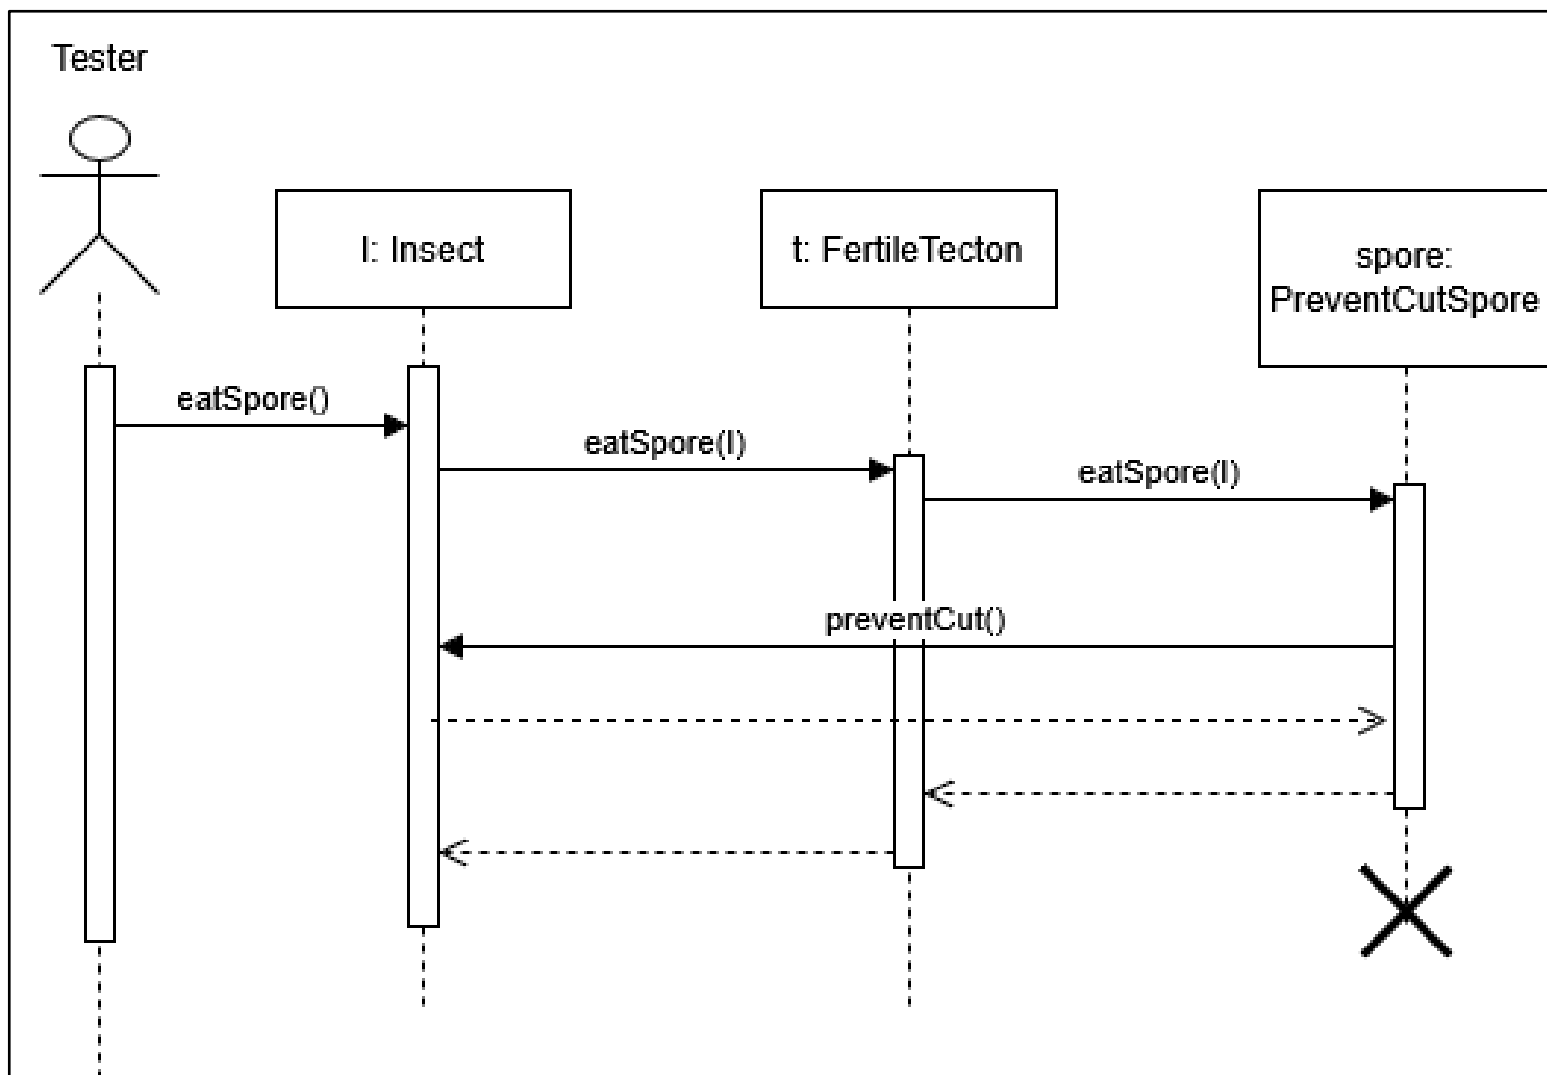 Tester
I: Insect
t: FertileTecton
spore:
PreventCutSpore
eatSpore()
eatSpore(I)
eatSpore(I)
preventCut()